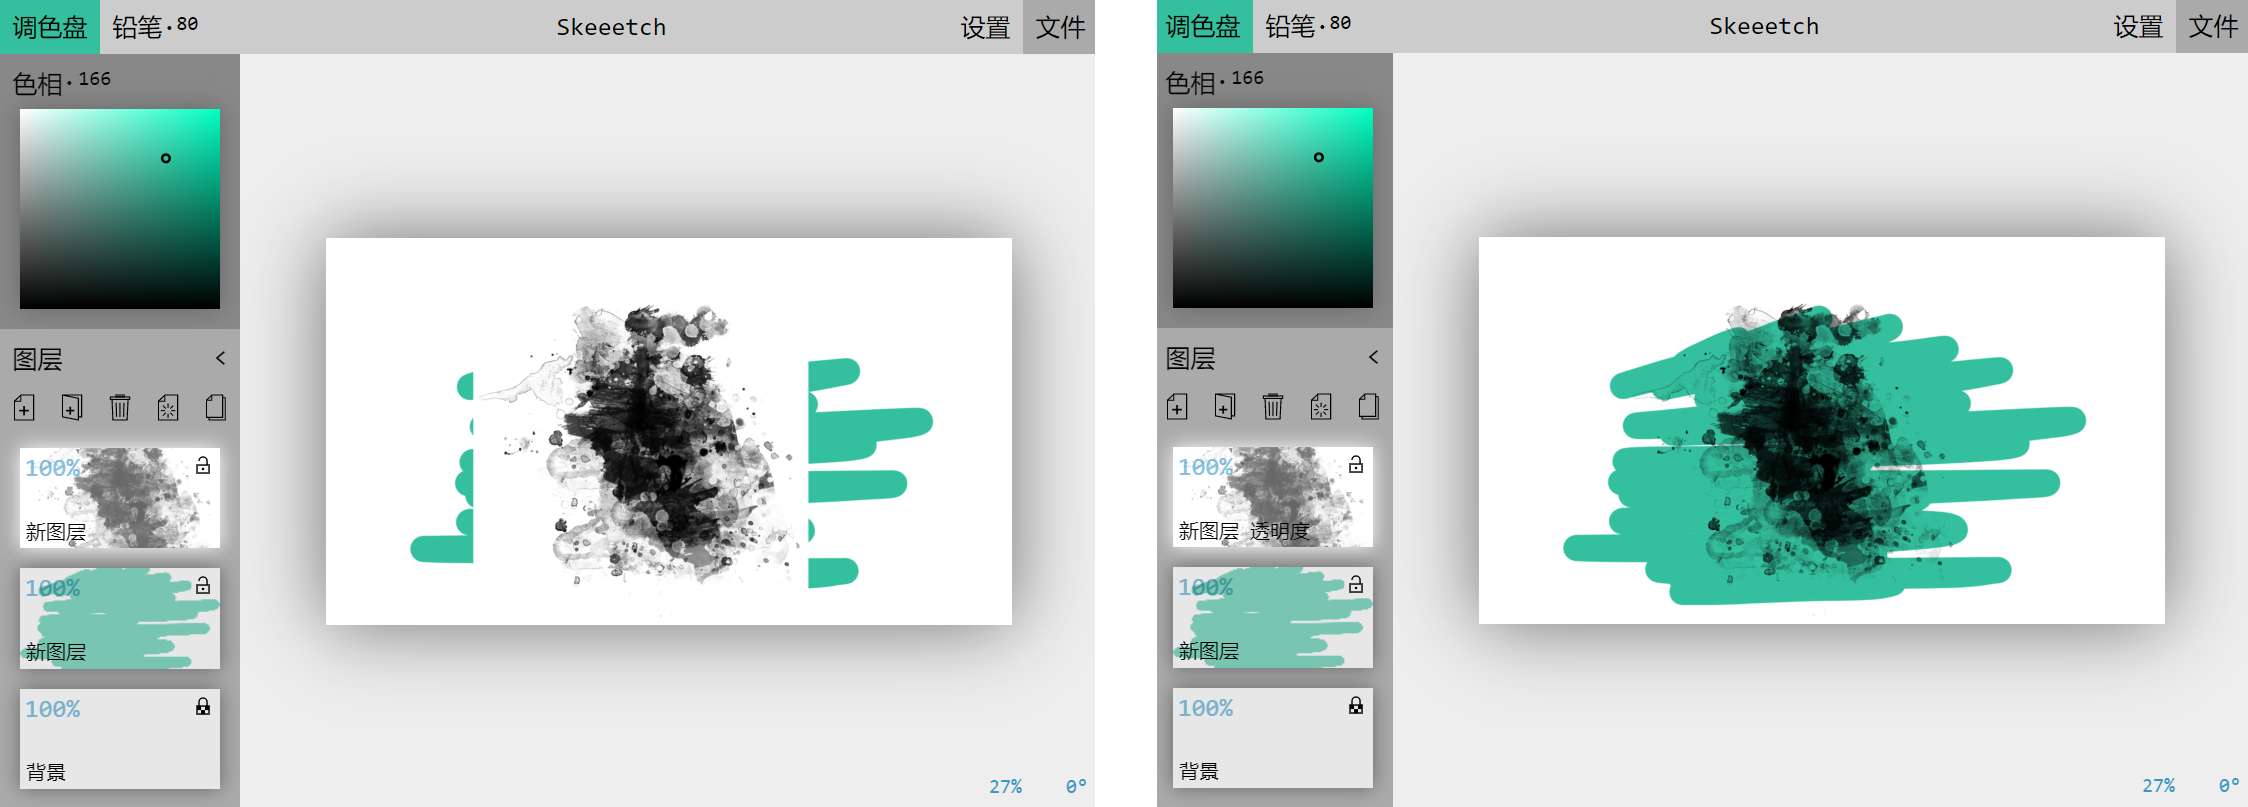 调色盘 铅笔·80 Skeeetch 设置 文件
色相·166
图层 <
100%
新图层
100%
新图层
100%
背景
27% 0°
调色盘 铅笔·80 Skeeetch 设置 文件
色相·166
图层 <
100%
新图层 透明度
100%
新图层
100%
背景
27% 0°